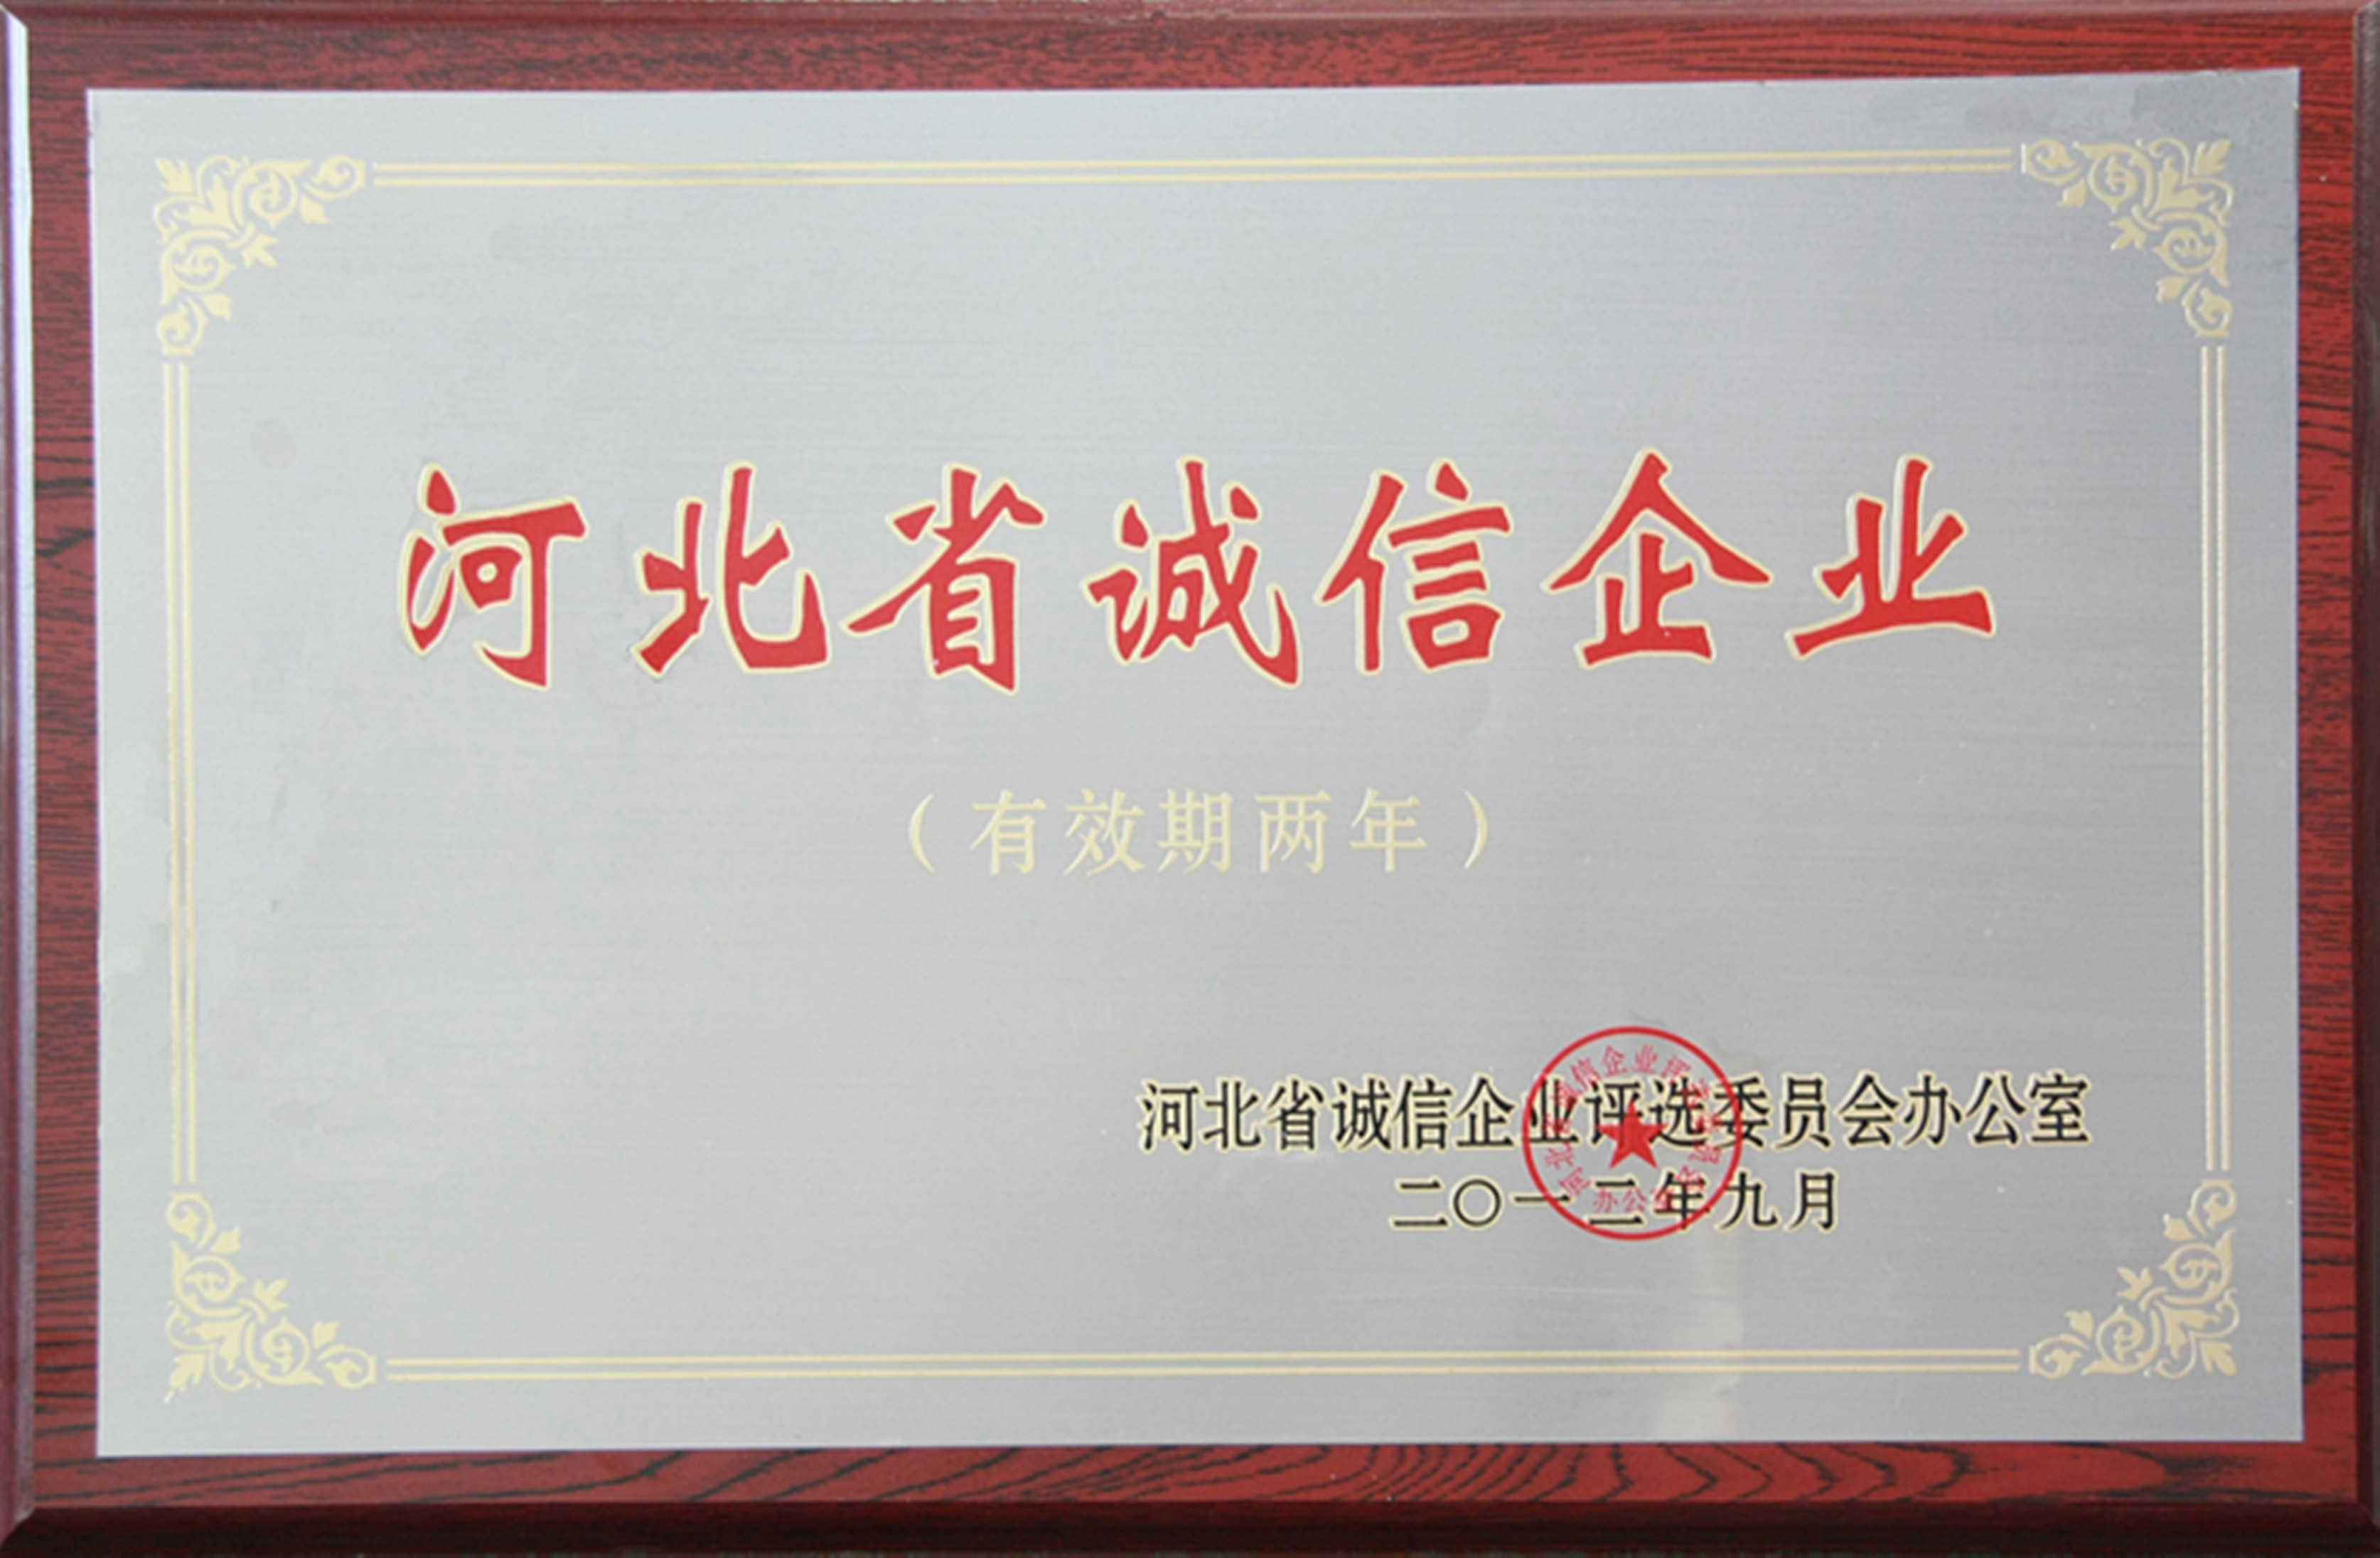 河北省诚信企业
（有效期两年）
河北省诚信企业评选委员会办公室
二〇一二年九月